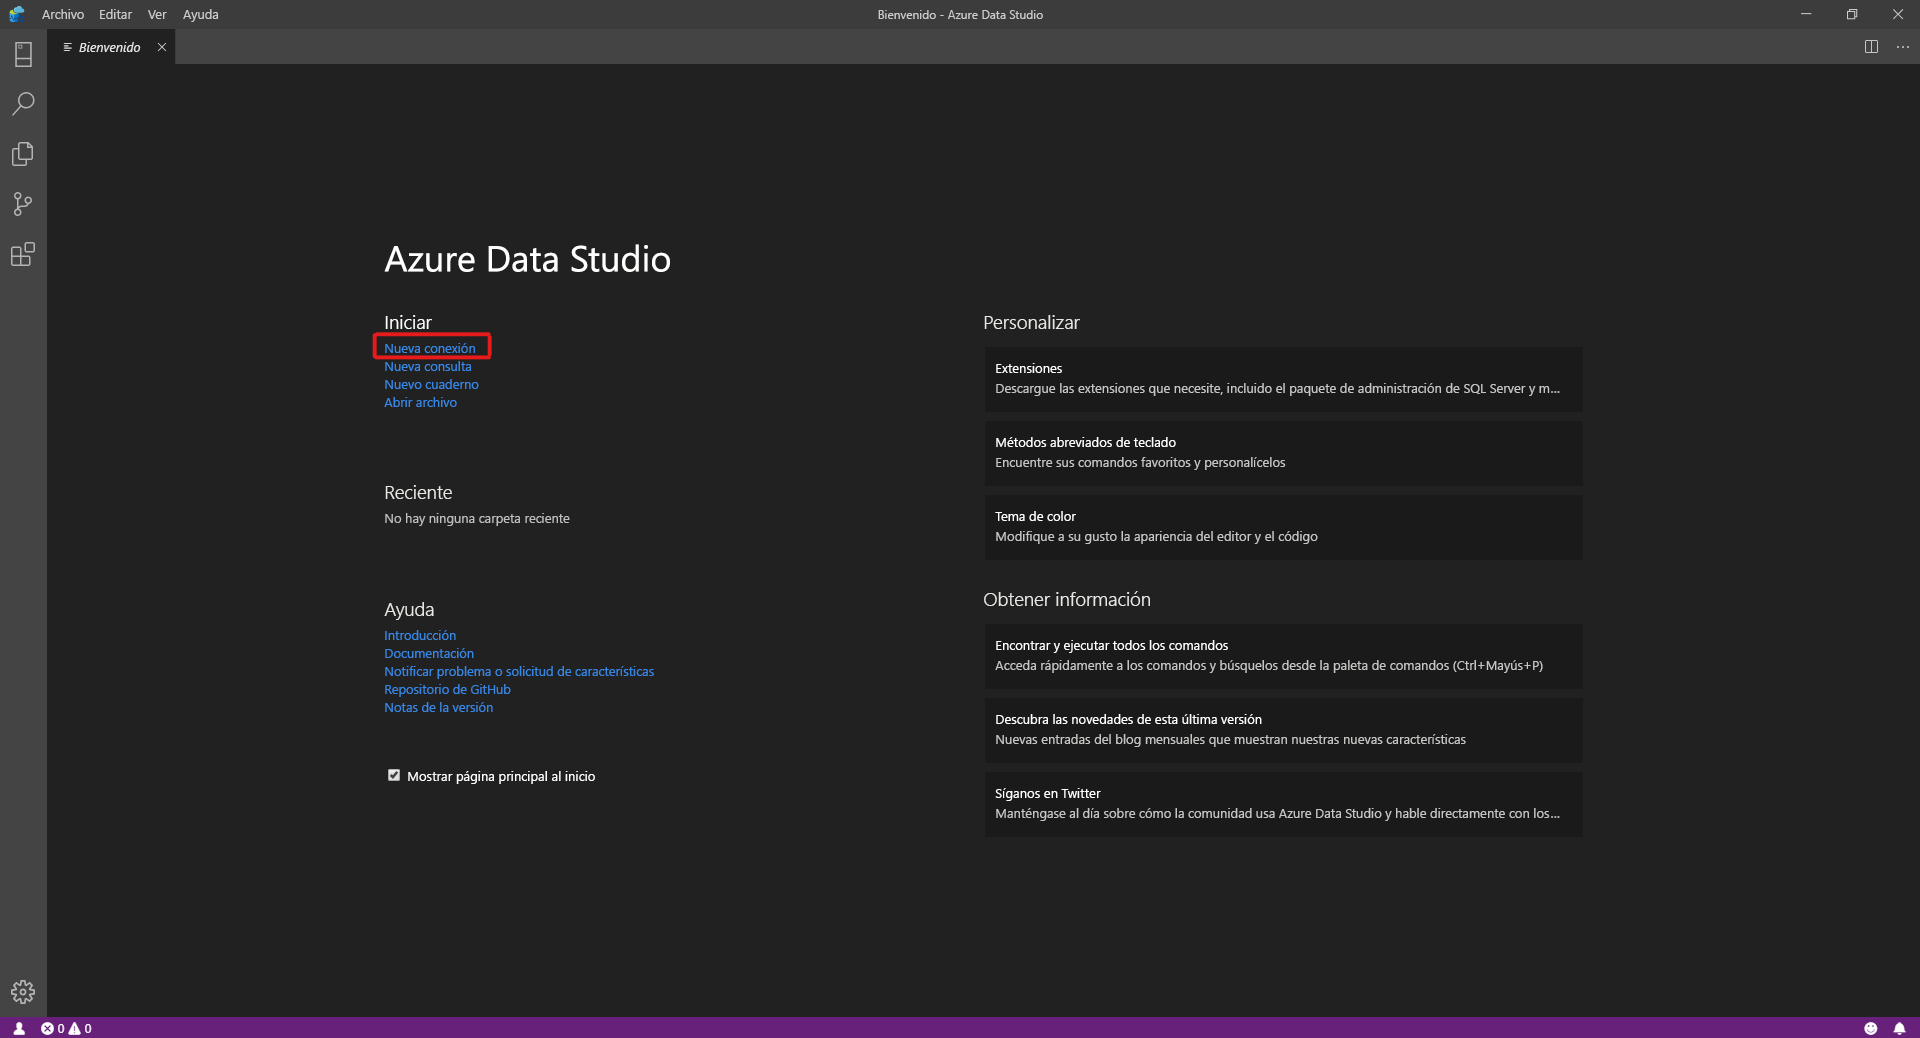 Archivo Editar Ver Ayuda
Bienvenido - Azure Data Studio
Bienvenido
Azure Data Studio
Iniciar
Nueva conexión
Nueva consulta
Nuevo cuaderno
Abrir archivo
Reciente
No hay ninguna carpeta reciente
Ayuda
Introducción
Documentación
Notificar problema o solicitud de características
Repositorio de GitHub
Notas de la versión
Mostrar página principal al inicio
Personalizar
Extensiones
Descargue las extensiones que necesite, incluido el paquete de administración de SQL Server y m...
Métodos abreviados de teclado
Encuentre sus comandos favoritos y personalícelos
Tema de color
Modifique a su gusto la apariencia del editor y el código
Obtener información
Encontrar y ejecutar todos los comandos
Acceda rápidamente a los comandos y búsquelos desde la paleta de comandos (Ctrl+Mayús+P)
Descubra las novedades de esta última versión
Nuevas entradas del blog mensuales que muestran nuestras nuevas características
Síganos en Twitter
Manténgase al día sobre cómo la comunidad usa Azure Data Studio y hable directamente con los...
0 0